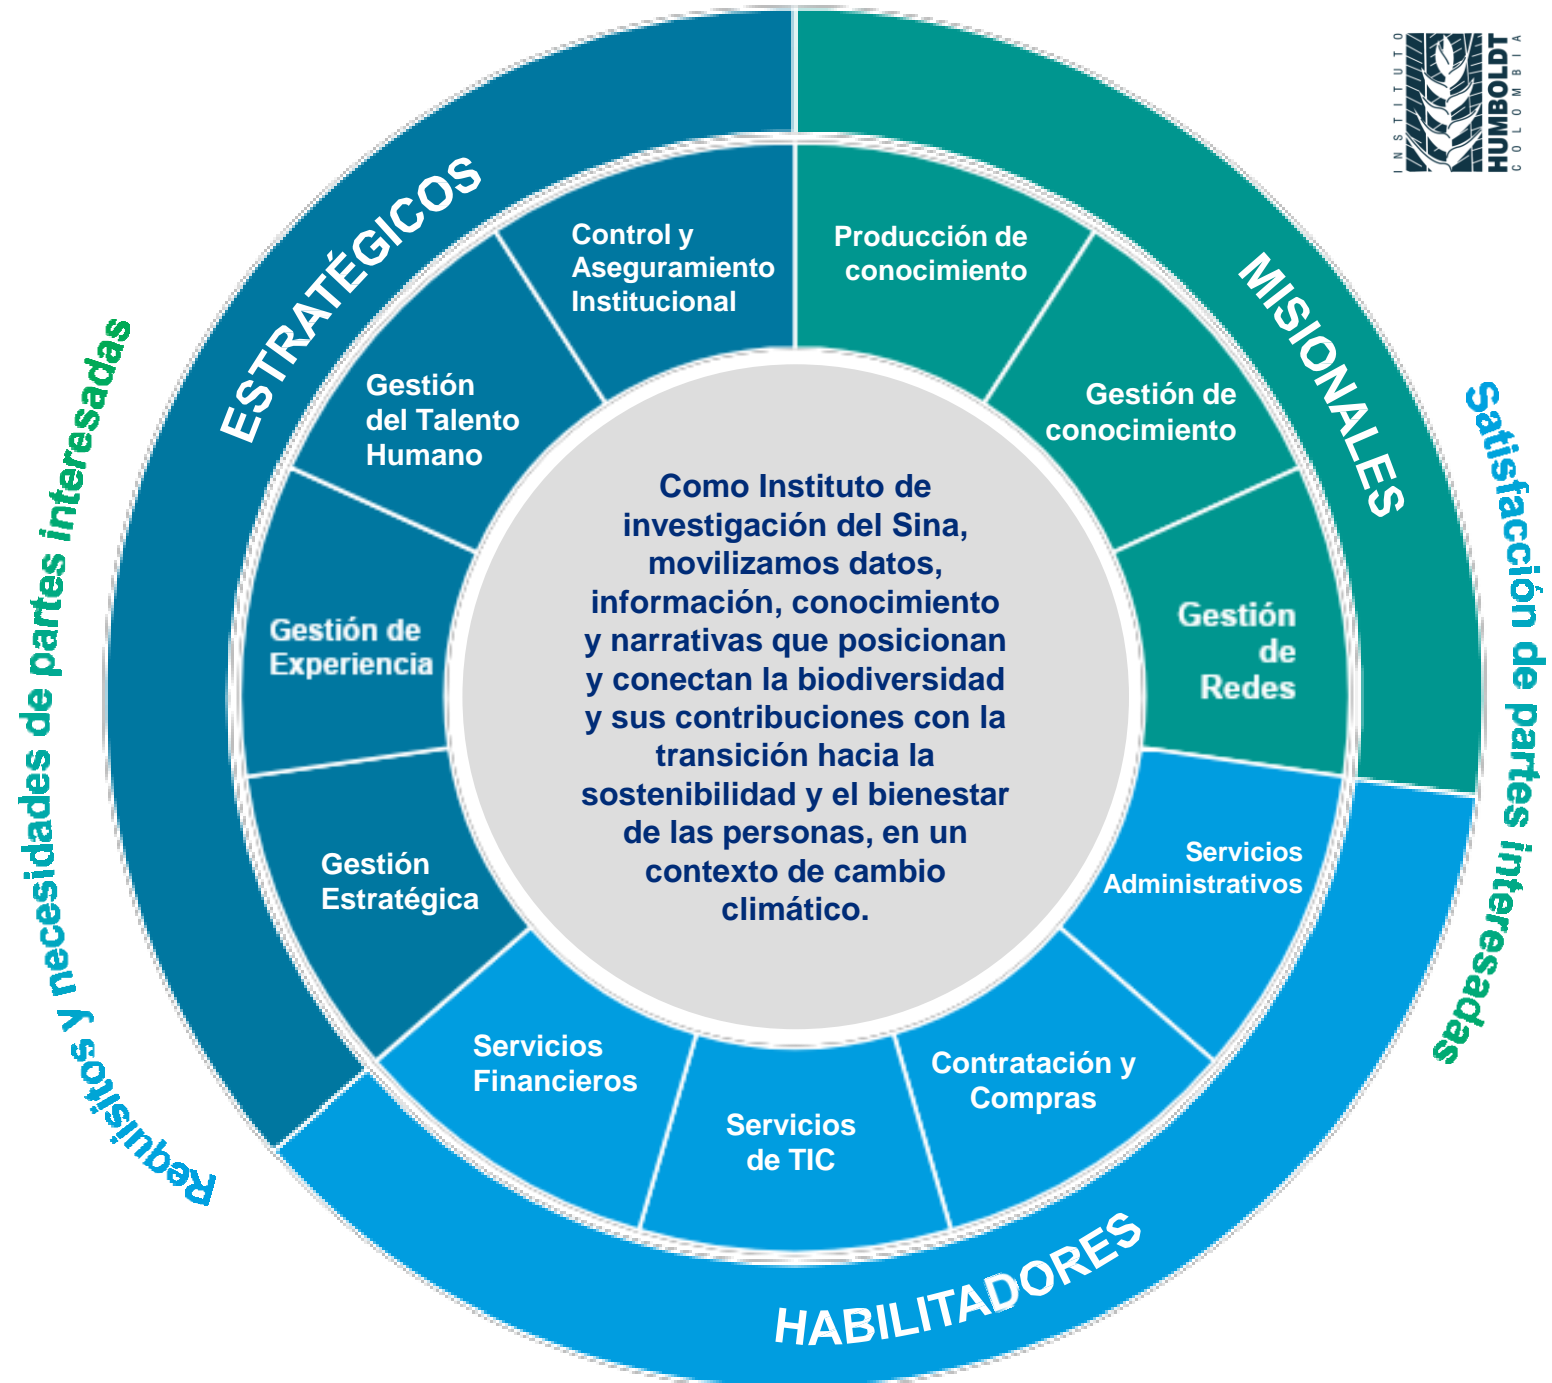 INSTITUTO
HUMBOLDT
COLOMBIA
ESTRATÉGICOS
MISIONALES
HABILITADORES
Requisitos y necesidades de partes interesadas
Satisfacción de partes interesadas
Control y
Aseguramiento
Institucional
Gestión
del Talento
Humano
Gestión de
Experiencia
Gestión
Estratégica
Producción de
conocimiento
Gestión de
conocimiento
Gestión
de
Redes
Servicios
Administrativos
Contratación y
Compras
Servicios
de TIC
Servicios
Financieros
Como Instituto de
investigación del Sina,
movilizamos datos,
información, conocimiento
y narrativas que posicionan
y conectan la biodiversidad
y sus contribuciones con la
transición hacia la
sostenibilidad y el bienestar
de las personas, en un
contexto de cambio
climático.